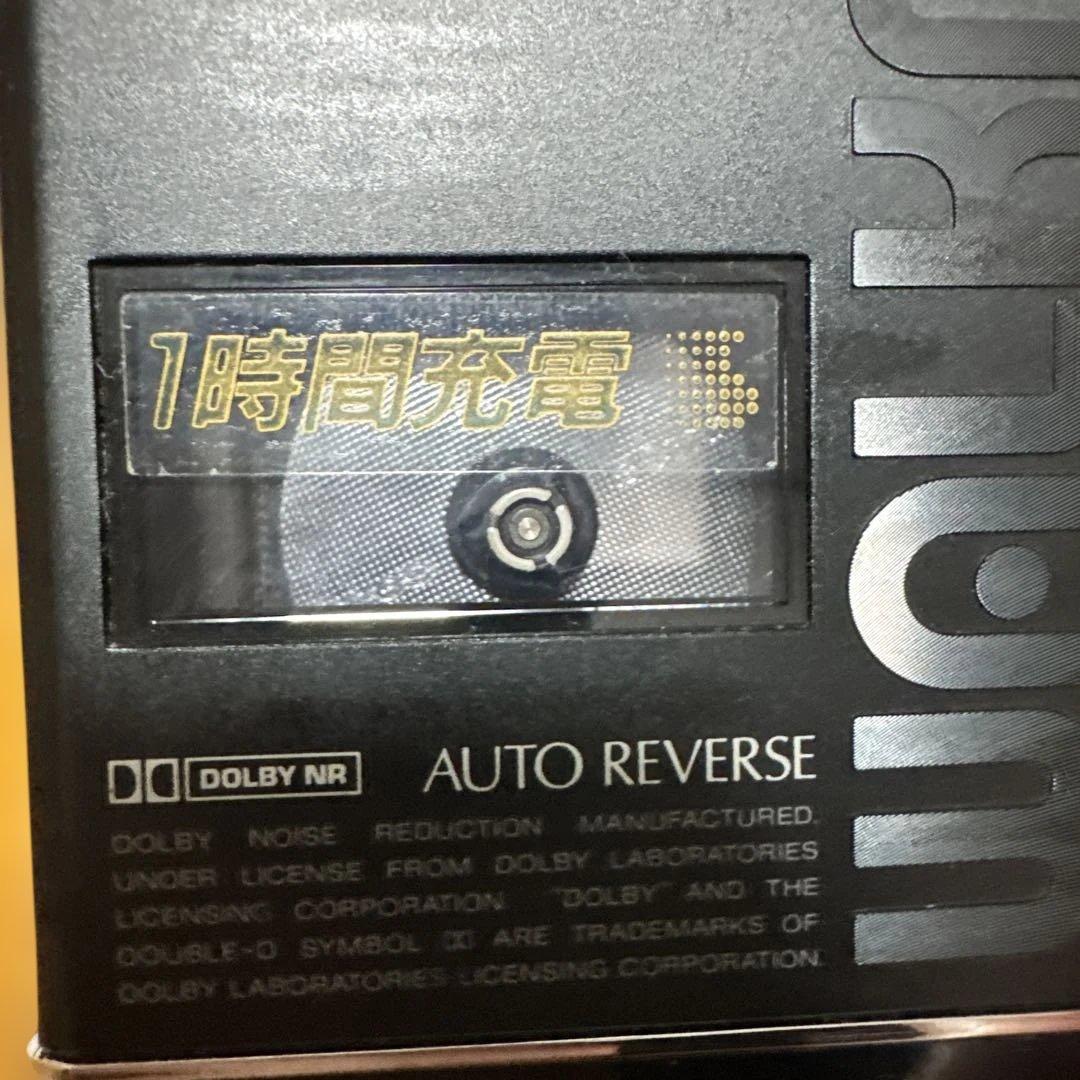 1時間充電
WALKM
DOLBY NR
AUTO REVERSE
DOLBY NOISE REDUCTION MANUFACTURED
UNDER LICENSE FROM DOLBY LABORATORIES
LICENSING CORPORATION "DOLBY" AND THE
DOUBLE-D SYMBOL ARE TRADEMARKS OF
DOLBY LABORATORIES LICENSING CORPORATION.